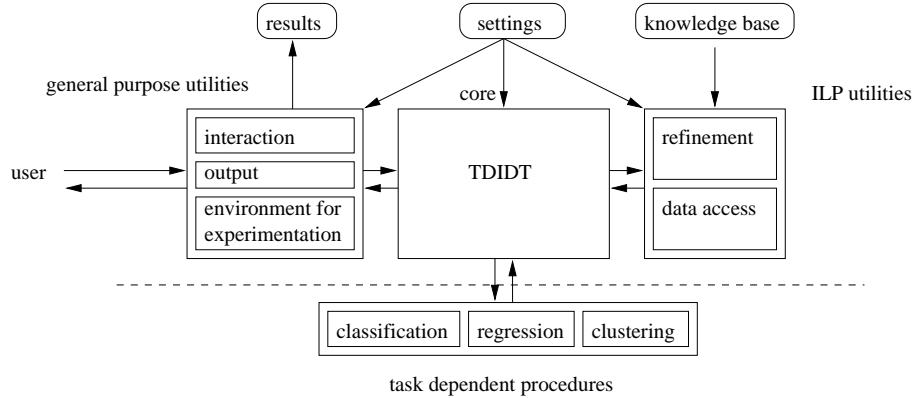 results
settings
knowledge base
general purpose utilities
core
ILP utilities
interaction
output
environment for
experimentation
user
TDIDT
refinement
data access
classification
regression
clustering
task dependent procedures